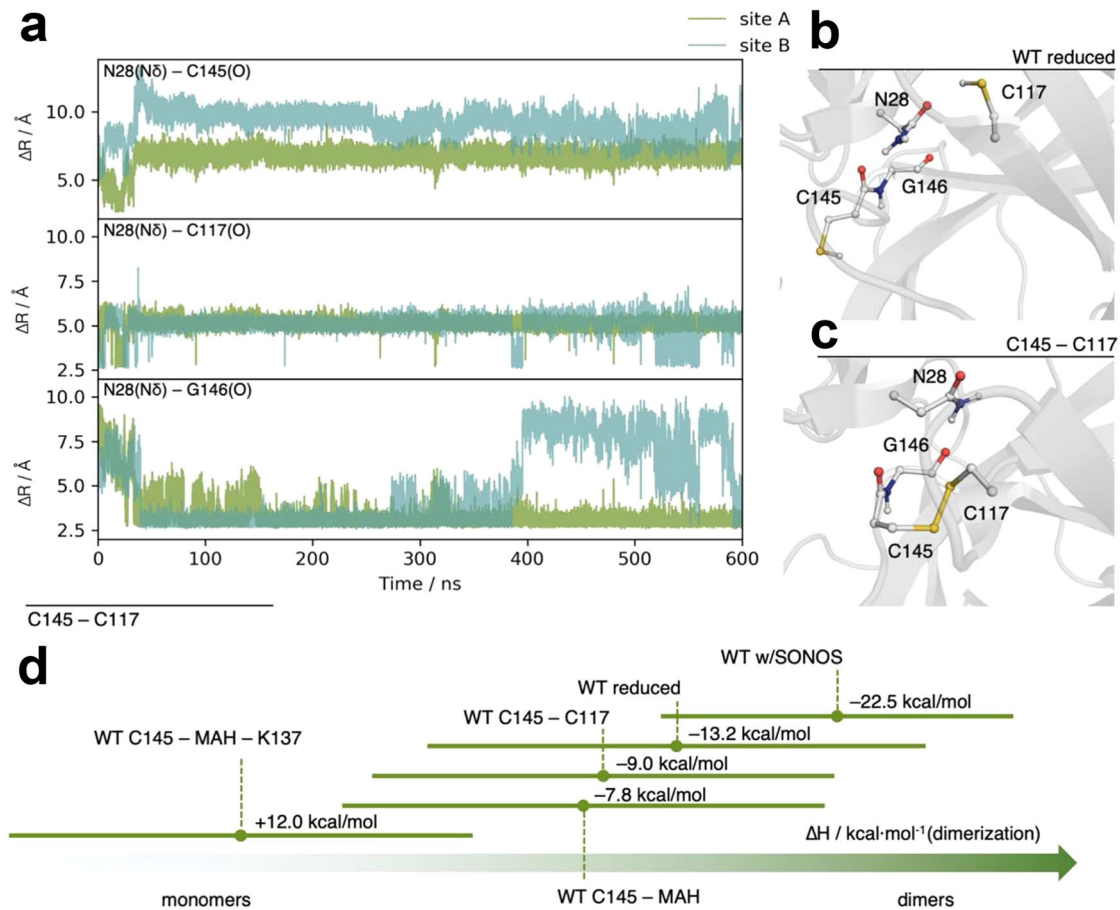 a
site A
site B
N28(Nδ) – C145(O)
10.0
5.0
ΔR / Å
N28(Nδ) – C117(O)
10.0
7.5
5.0
2.5
ΔR / Å
N28(Nδ) – G146(O)
10.0
7.5
5.0
2.5
ΔR / Å
0 100 200 300 400 500 600
Time / ns
C145 – C117
b
WT reduced
N28
C117
C145
G146
c
C145 – C117
N28
G146
C117
C145
d
WT w/SONOS
–22.5 kcal/mol
WT reduced
–13.2 kcal/mol
WT C145 – C117
–9.0 kcal/mol
–7.8 kcal/mol
WT C145 – MAH – K137
+12.0 kcal/mol
ΔH / kcal·mol⁻¹(dimerization)
monomers
WT C145 – MAH
dimers